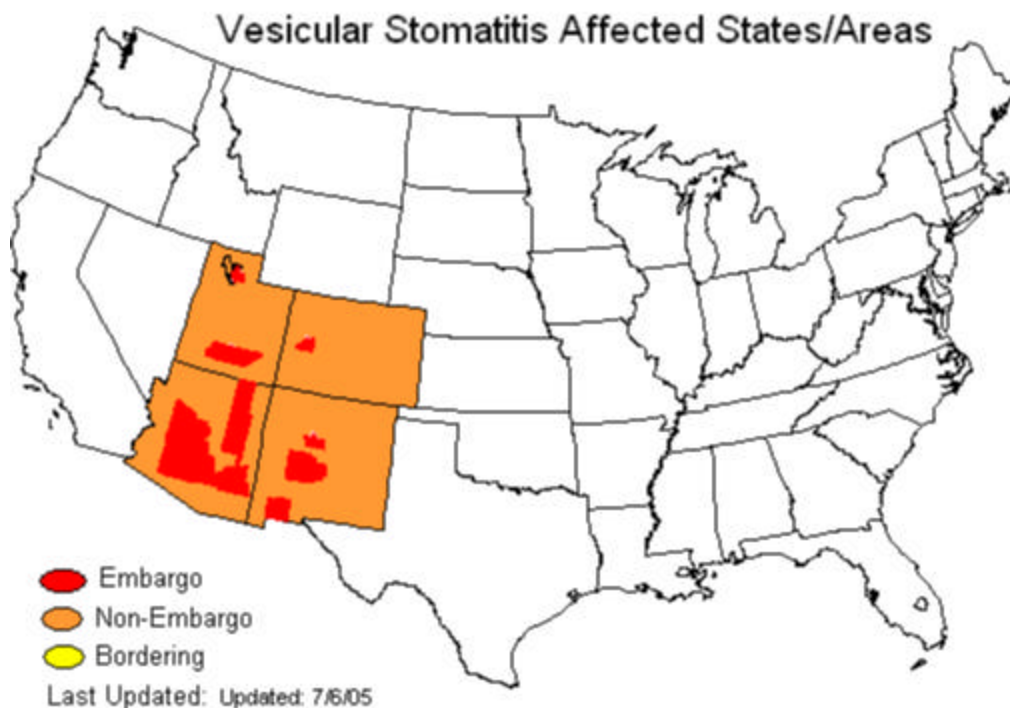 Vesicular Stomatitis Affected States/Areas
Embargo
Non-Embargo
Bordering
Last Updated: Updated: 7/6/05